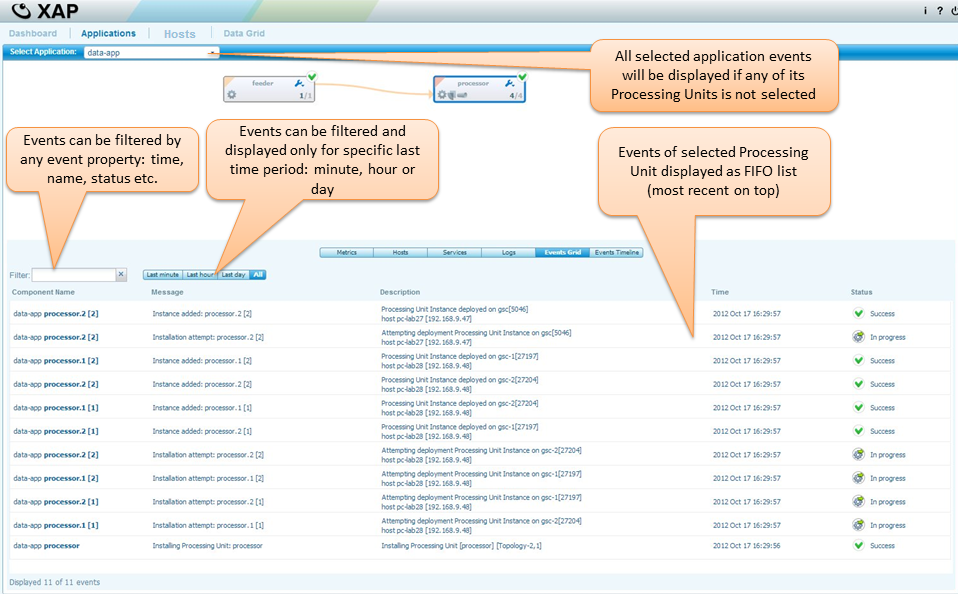 XAP
i ?
Dashboard Applications Hosts Data Grid
Select Application: data-app
All selected application events
will be displayed if any of its
Processing Units is not selected
feeder
1/1
processor
4/4
Events can be filtered by
any event property: time,
name, status etc.
Events can be filtered and
displayed only for specific last
time period: minute, hour or
day
Events of selected Processing
Unit displayed as FIFO list
(most recent on top)
Metrics Hosts Services Logs Events Grid Events Timeline
Filter: Last minute Last hour Last day All
Component Name Message Description Time Status
data-app processor.2 [2] Instance added: processor.2 [2] Processing Unit Instance deployed on gsc[5046] 2012 Oct 17 16:29:57 Success
host pc-lab27 [192.168.9.47]
data-app processor.2 [2] Installation attempt: processor.2 [2] Attempting deployment Processing Unit Instance on gsc[5046] 2012 Oct 17 16:29:57 In progress
host pc-lab27 [192.168.9.47]
data-app processor.1 [2] Instance added: processor.1 [2] Processing Unit Instance deployed on gsc-1[27197] 2012 Oct 17 16:29:57 Success
host pc-lab28 [192.168.9.48]
data-app processor.2 [2] Instance added: processor.2 [2] Processing Unit Instance deployed on gsc-2[27204] 2012 Oct 17 16:29:57 Success
host pc-lab28 [192.168.9.48]
data-app processor.1 [1] Instance added: processor.1 [1] Processing Unit Instance deployed on gsc-2[27204] 2012 Oct 17 16:29:57 Success
host pc-lab28 [192.168.9.48]
data-app processor.2 [1] Instance added: processor.2 [1] Processing Unit Instance deployed on gsc-1[27197] 2012 Oct 17 16:29:57 Success
host pc-lab28 [192.168.9.48]
data-app processor.2 [2] Installation attempt: processor.2 [2] Attempting deployment Processing Unit Instance on gsc-2[27204] 2012 Oct 17 16:29:57 In progress
host pc-lab28 [192.168.9.48]
data-app processor.1 [2] Installation attempt: processor.1 [2] Attempting deployment Processing Unit Instance on gsc-1[27197] 2012 Oct 17 16:29:57 In progress
host pc-lab28 [192.168.9.48]
data-app processor.2 [1] Installation attempt: processor.2 [1] Attempting deployment Processing Unit Instance on gsc-1[27197] 2012 Oct 17 16:29:57 In progress
host pc-lab28 [192.168.9.48]
data-app processor.1 [1] Installation attempt: processor.1 [1] Attempting deployment Processing Unit Instance on gsc-2[27204] 2012 Oct 17 16:29:57 In progress
host pc-lab28 [192.168.9.48]
data-app processor Installing Processing Unit: processor Installing Processing Unit [processor] [Topology-2,1] 2012 Oct 17 16:29:56 Success
Displayed 11 of 11 events